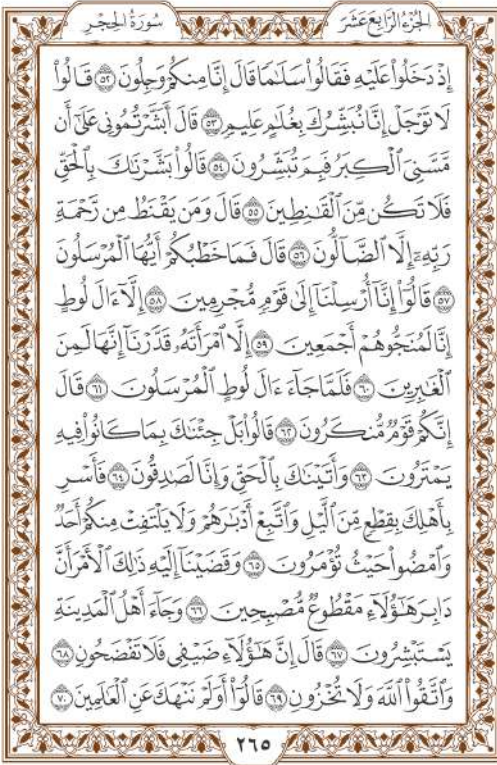 الجزء الرابع عشر
سورة الحجر
إِذْ دَخَلُوا۟ عَلَيْهِ فَقَالُوا۟ سَلَـٰمًا قَالَ إِنَّا مِنكُمْ وَجِلُونَ ٥٢ قَالُوا۟
لَا تَوْجَلْ إِنَّا نُبَشِّرُكَ بِغُلَـٰمٍ عَلِيمٍ ٥٣ قَالَ أَبَشَّرْتُمُونِى عَلَىٰٓ أَن
مَّسَّنِىَ ٱلْكِبَرُ فَبِمَ تُبَشِّرُونَ ٥٤ قَالُوا۟ بَشَّرْنَـٰكَ بِٱلْحَقِّ
فَلَا تَكُن مِّنَ ٱلْقَـٰنِطِينَ ٥٥ قَالَ وَمَن يَقْنَطُ مِن رَّحْمَةِ
رَبِّهِۦٓ إِلَّا ٱلضَّآلُّونَ ٥٦ قَالَ فَمَا خَطْبُكُمْ أَيُّهَا ٱلْمُرْسَلُونَ
٥٧ قَالُوٓا۟ إِنَّآ أُرْسِلْنَآ إِلَىٰ قَوْمٍ مُّجْرِمِينَ ٥٨ إِلَّآ ءَالَ لُوطٍ
إِنَّا لَمُنَجُّوهُمْ أَجْمَعِينَ ٥٩ إِلَّا ٱمْرَأَتَهُۥ قَدَّرْنَآ إِنَّهَا لَمِنَ
ٱلْغَـٰبِرِينَ ٦٠ فَلَمَّا جَآءَ ءَالَ لُوطٍ ٱلْمُرْسَلُونَ ٦١ قَالَ
إِنَّكُمْ قَوْمٌ مُّنكَرُونَ ٦٢ قَالُوا۟ بَلْ جِئْنَـٰكَ بِمَا كَانُوا۟ فِيهِ
يَمْتَرُونَ ٦٣ وَأَتَيْنَـٰكَ بِٱلْحَقِّ وَإِنَّا لَصَـٰدِقُونَ ٦٤ فَأَسْرِ
بِأَهْلِكَ بِقِطْعٍ مِّنَ ٱلَّيْلِ وَٱتَّبِعْ أَدْبَـٰرَهُمْ وَلَا يَلْتَفِتْ مِنكُمْ أَحَدٌ
وَٱمْضُوا۟ حَيْثُ تُؤْمَرُونَ ٦٥ وَقَضَيْنَآ إِلَيْهِ ذَٰلِكَ ٱلْأَمْرَ أَنَّ
دَابِرَ هَـٰٓؤُلَآءِ مَقْطُوعٌ مُّصْبِحِينَ ٦٦ وَجَآءَ أَهْلُ ٱلْمَدِينَةِ
يَسْتَبْشِرُونَ ٦٧ قَالَ إِنَّ هَـٰٓؤُلَآءِ ضَيْفِى فَلَا تَفْضَحُونِ ٦٨
وَٱتَّقُوا۟ ٱللَّهَ وَلَا تُخْزُونِ ٦٩ قَالُوٓا۟ أَوَلَمْ نَنْهَكَ عَنِ ٱلْعَـٰلَمِينَ ٧٠
٢٦٥